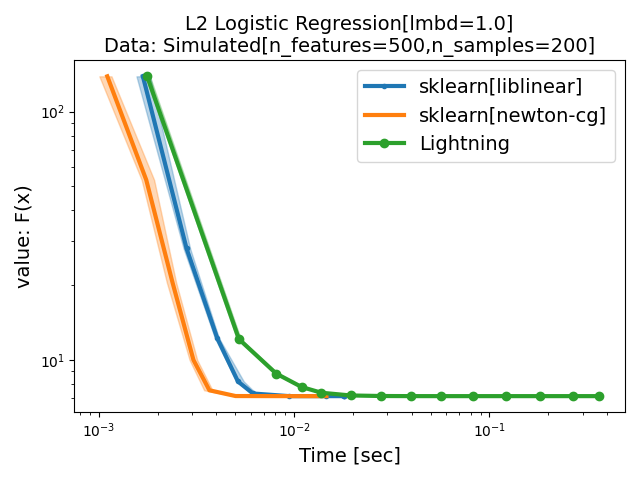 L2 Logistic Regression[lmbd=1.0]
Data: Simulated[n_features=500,n_samples=200]
sklearn[liblinear]
sklearn[newton-cg]
Lightning
value: F(x)
10²
10¹
10⁻³
10⁻²
10⁻¹
Time [sec]